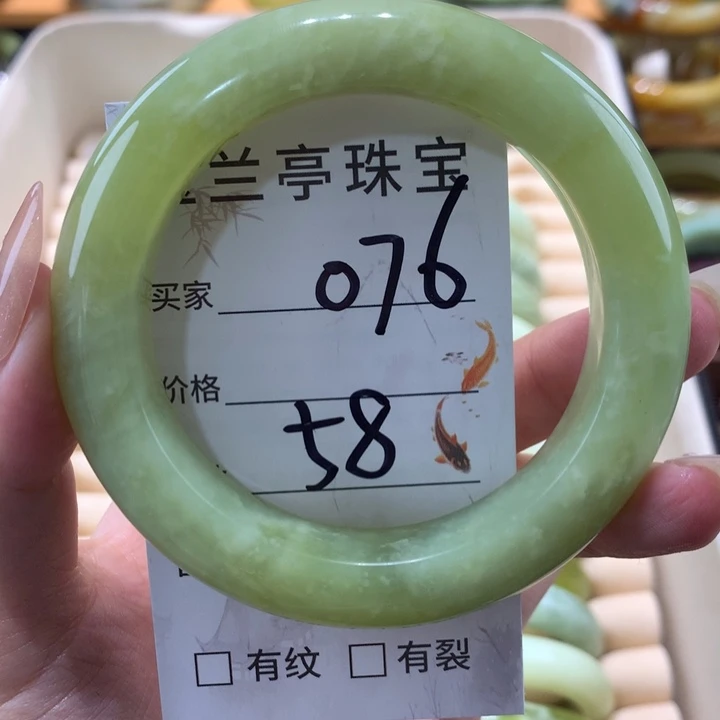 兰亭珠宝
买家 076
价格
58
□ 有纹 □ 有裂